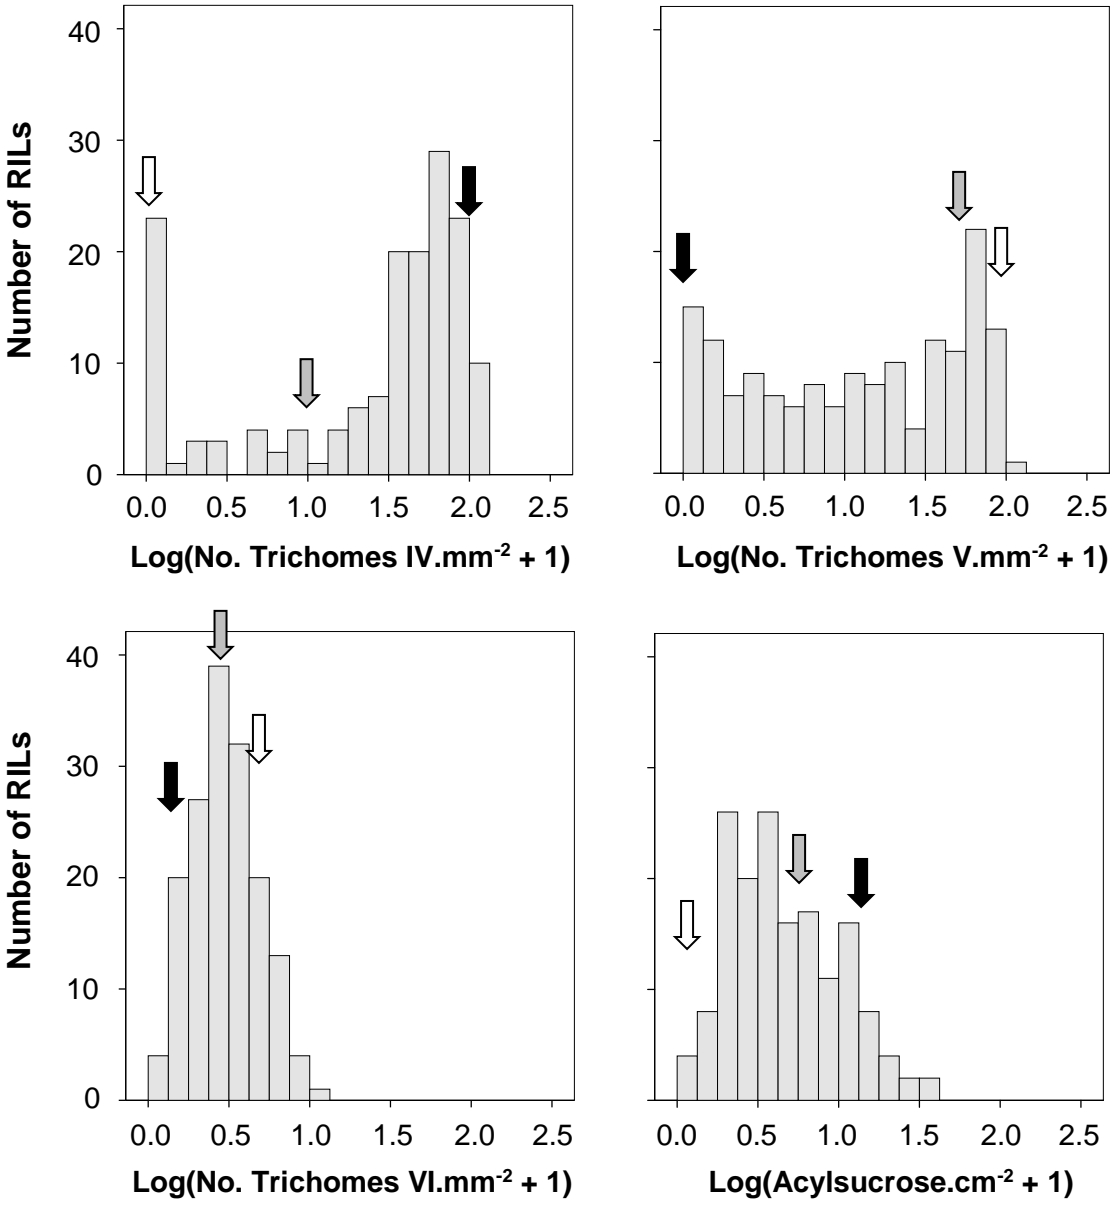 40
30
20
10
0
Number of RILs
0.0 0.5 1.0 1.5 2.0 2.5
Log(No. Trichomes IV.mm-2 + 1)
0.0 0.5 1.0 1.5 2.0 2.5
Log(No. Trichomes V.mm-2 + 1)
40
30
20
10
0
Number of RILs
0.0 0.5 1.0 1.5 2.0 2.5
Log(No. Trichomes VI.mm-2 + 1)
0.0 0.5 1.0 1.5 2.0 2.5
Log(Acylsucrose.cm-2 + 1)